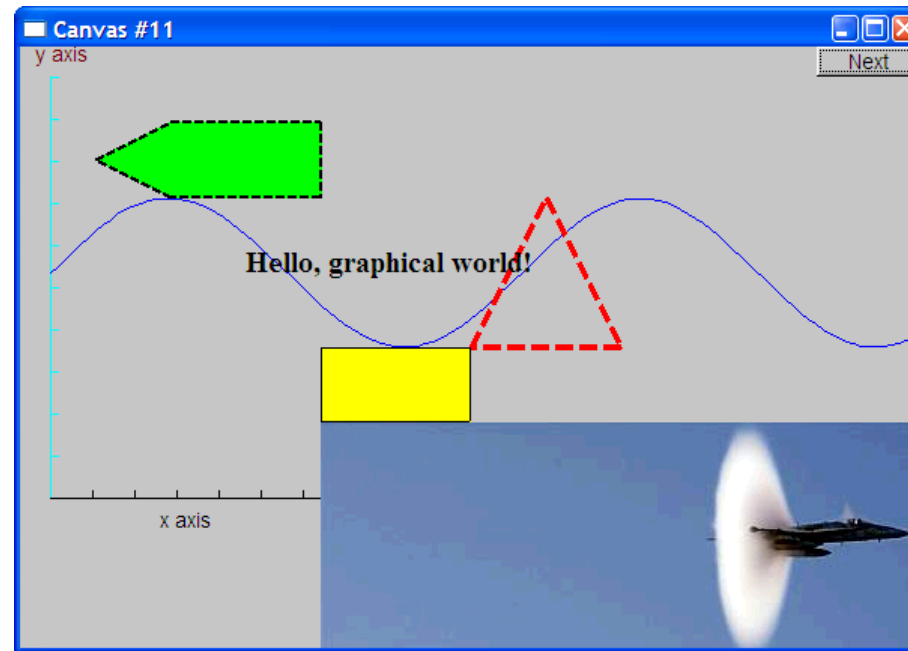 Canvas #11
y axis
Next
Hello, graphical world!
x axis